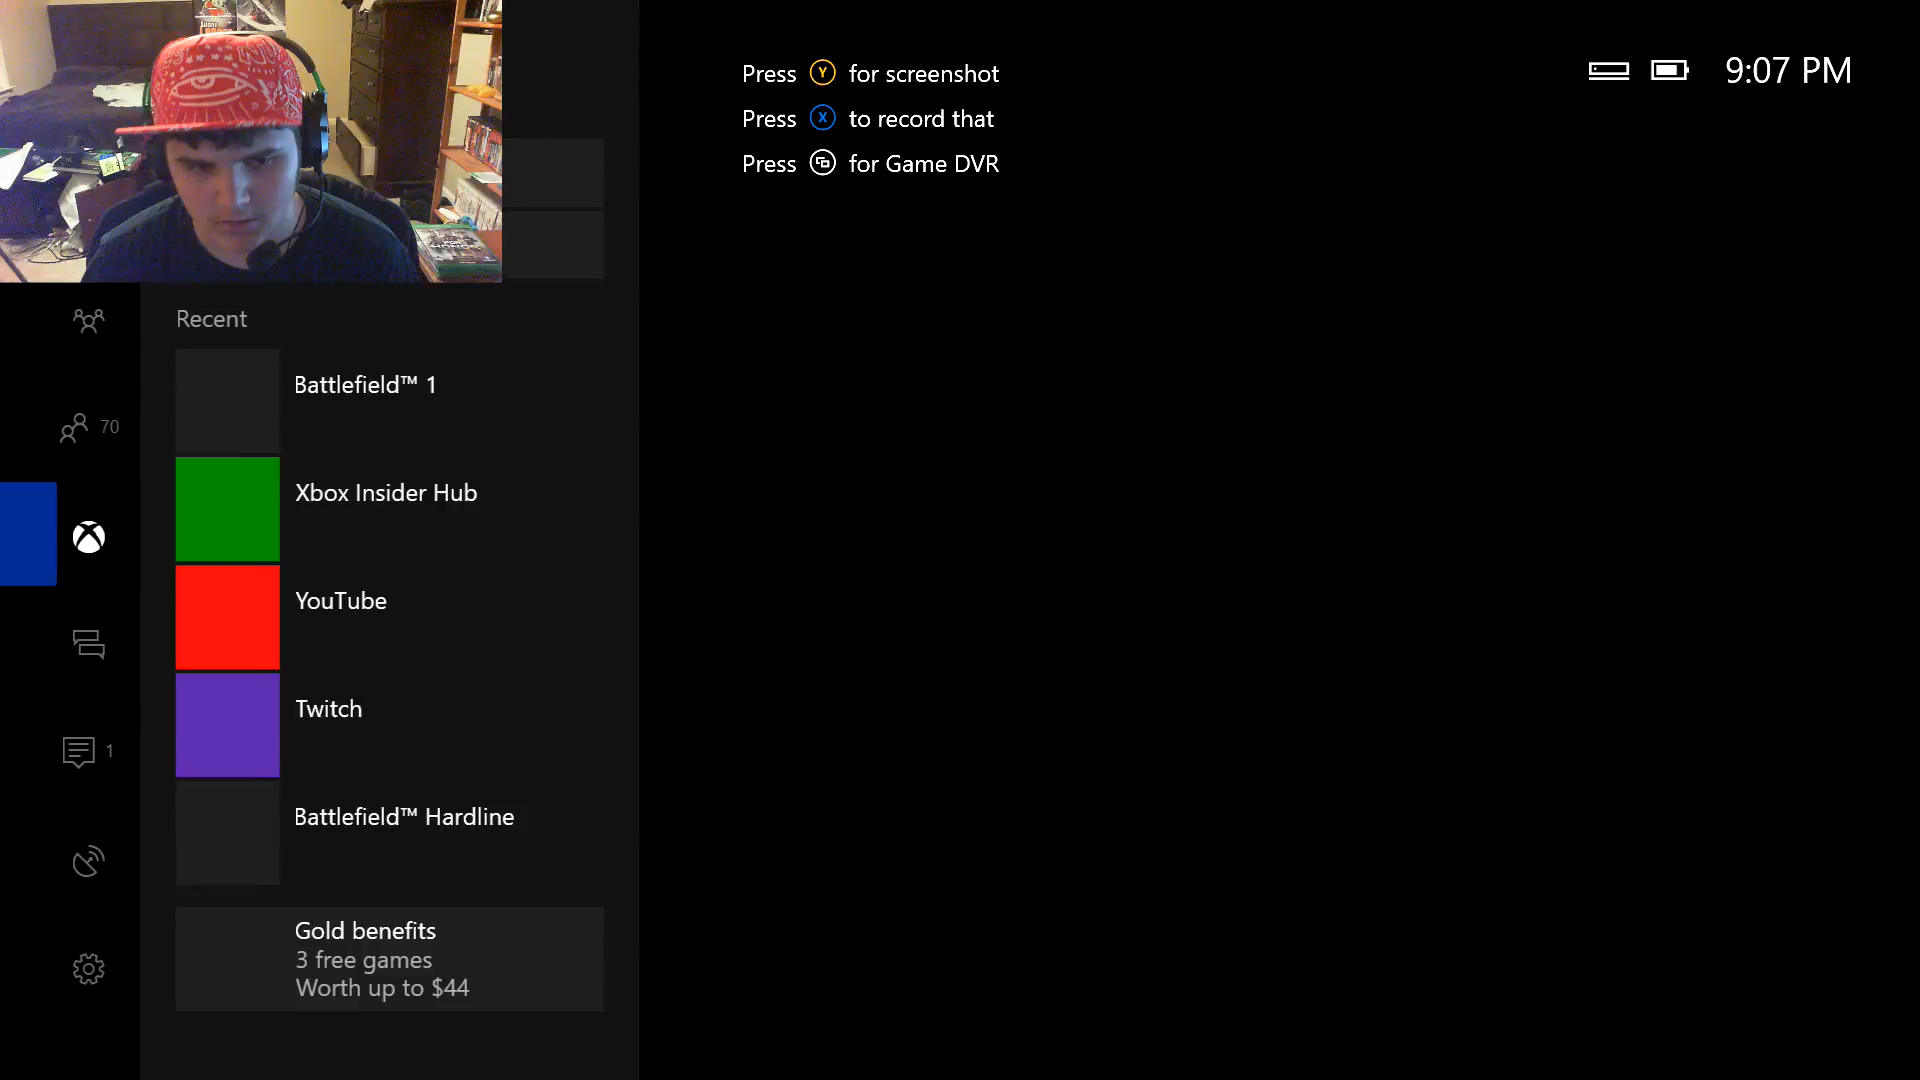 Press Y for screenshot
Press X to record that
Press for Game DVR
9:07 PM
Recent
Battlefield™ 1
70
Xbox Insider Hub
YouTube
Twitch
1
Battlefield™ Hardline
Gold benefits
3 free games
Worth up to $44